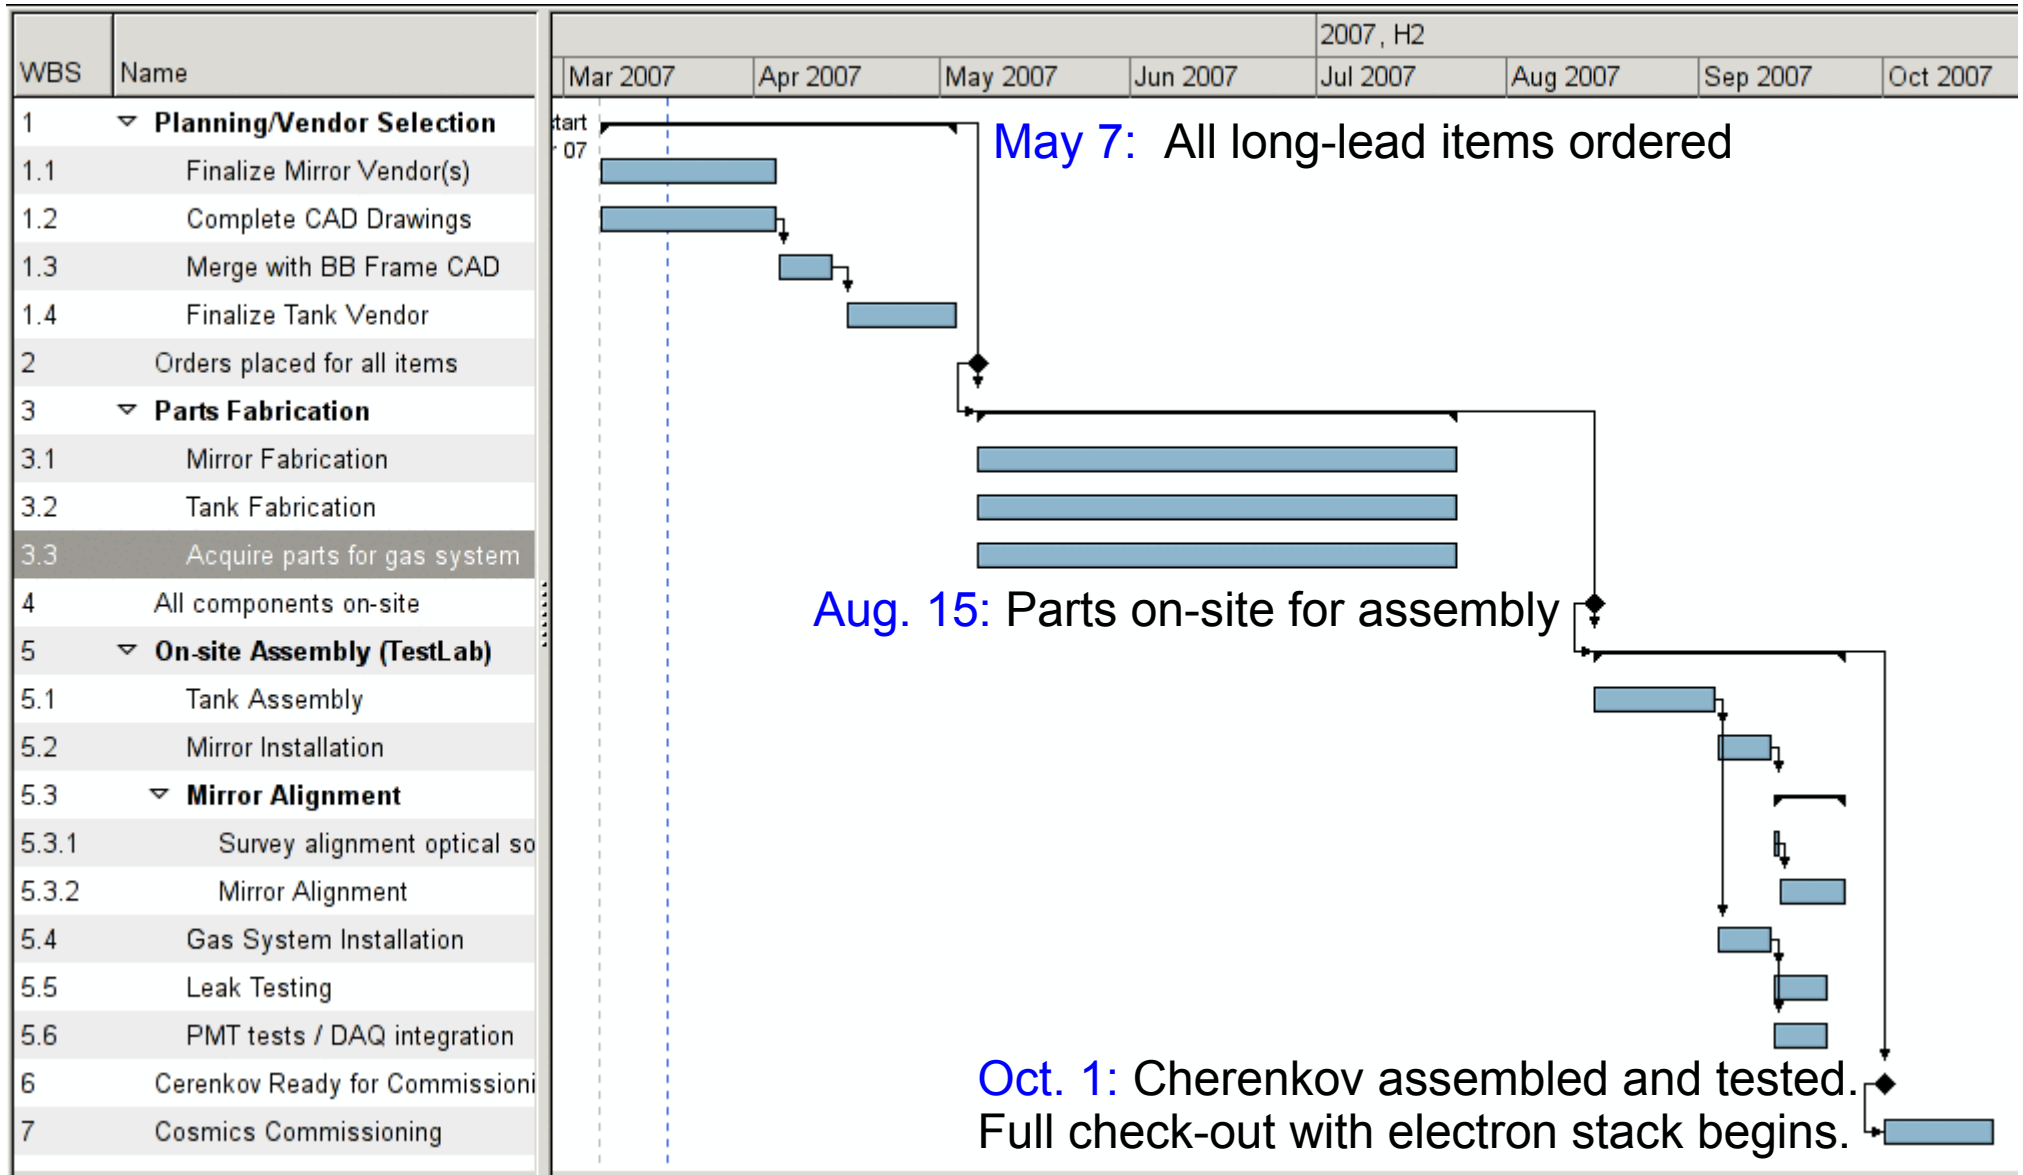 2007, H2
WBS Name Mar 2007 Apr 2007 May 2007 Jun 2007 Jul 2007 Aug 2007 Sep 2007 Oct 2007
1 Planning/Vendor Selection
tart
07
May 7: All long-lead items ordered
1.1 Finalize Mirror Vendor(s)
1.2 Complete CAD Drawings
1.3 Merge with BB Frame CAD
1.4 Finalize Tank Vendor
2 Orders placed for all items
3 Parts Fabrication
3.1 Mirror Fabrication
3.2 Tank Fabrication
3.3 Acquire parts for gas system
4 All components on-site
Aug. 15: Parts on-site for assembly
5 On-site Assembly (TestLab)
5.1 Tank Assembly
5.2 Mirror Installation
5.3 Mirror Alignment
5.3.1 Survey alignment optical so
5.3.2 Mirror Alignment
5.4 Gas System Installation
5.5 Leak Testing
5.6 PMT tests / DAQ integration
6 Cerenkov Ready for Commissioni
Oct. 1: Cherenkov assembled and tested.
7 Cosmics Commissioning
Full check-out with electron stack begins.